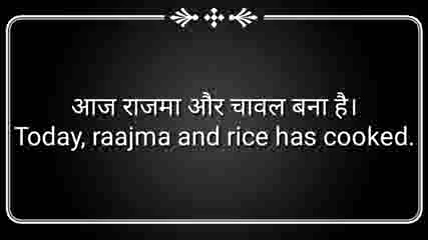 आज राजमा और चावल बना है।
Today, raajma and rice has cooked.